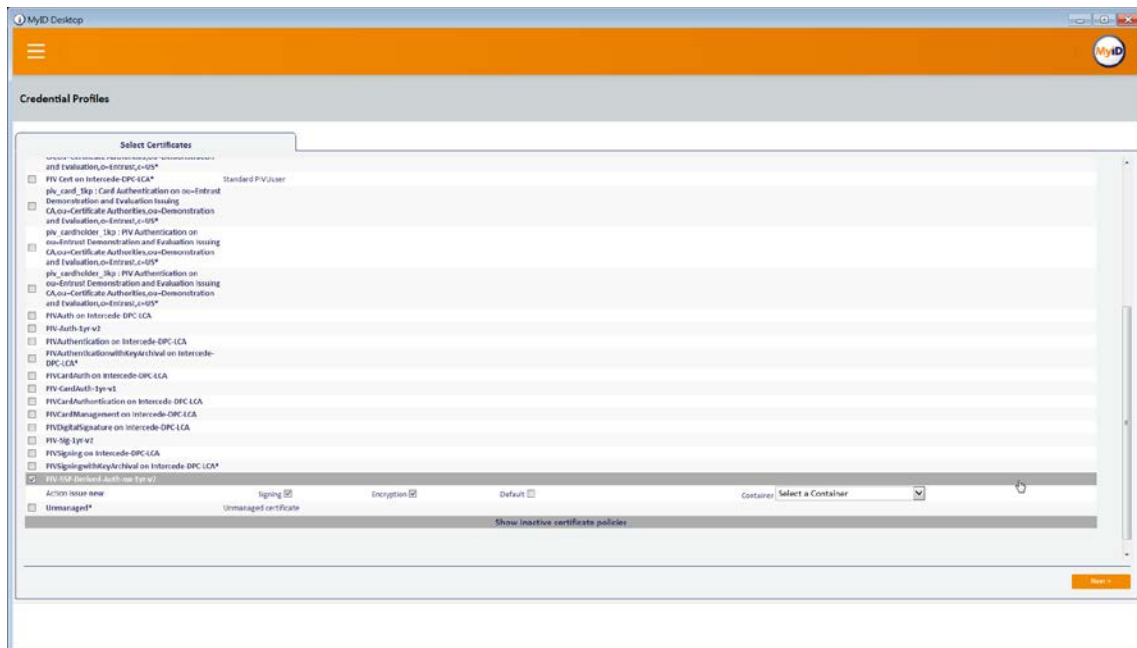 MyID Desktop
MyID
Credential Profiles
Select Certificates
and Evaluation,o=Entrust,c=US*
PIV Cert on Intercede-DPC-LCA* Standard PIVUser
piv_card_1kp : Card Authentication on ou=Entrust
Demonstration and Evaluation Issuing
CA,ou=Certificate Authorities,ou=Demonstration
and Evaluation,o=Entrust,c=US*
piv_cardholder_1kp : PIV Authentication on
ou=Entrust Demonstration and Evaluation Issuing
CA,ou=Certificate Authorities,ou=Demonstration
and Evaluation,o=Entrust,c=US*
piv_cardholder_3kp : PIV Authentication on
ou=Entrust Demonstration and Evaluation Issuing
CA,ou=Certificate Authorities,ou=Demonstration
and Evaluation,o=Entrust,c=US*
PIVAuth on Intercede-DPC-LCA
PIV-Auth-1yr-v2
PIVAuthentication on Intercede-DPC-LCA
PIVAuthenticationwithKeyArchival on Intercede-
DPC-LCA*
PIVCardAuth on Intercede-DPC-LCA
PIV-CardAuth-1yr-v1
PIVCardAuthentication on Intercede-DPC-LCA
PIVCardManagement on Intercede-DPC-LCA
PIVDigitalSignature on Intercede-DPC-LCA
PIV-Sig-1yr-v2
PIVSigning on Intercede-DPC-LCA
PIVSigningwithKeyArchival on Intercede-DPC-LCA*
PIV-SSP-Derived-Auth-sw-1yr-v2
Action Issue new Signing Encryption Default Container Select a Container
Unmanaged* Unmanaged certificate
Show inactive certificate policies
Next >